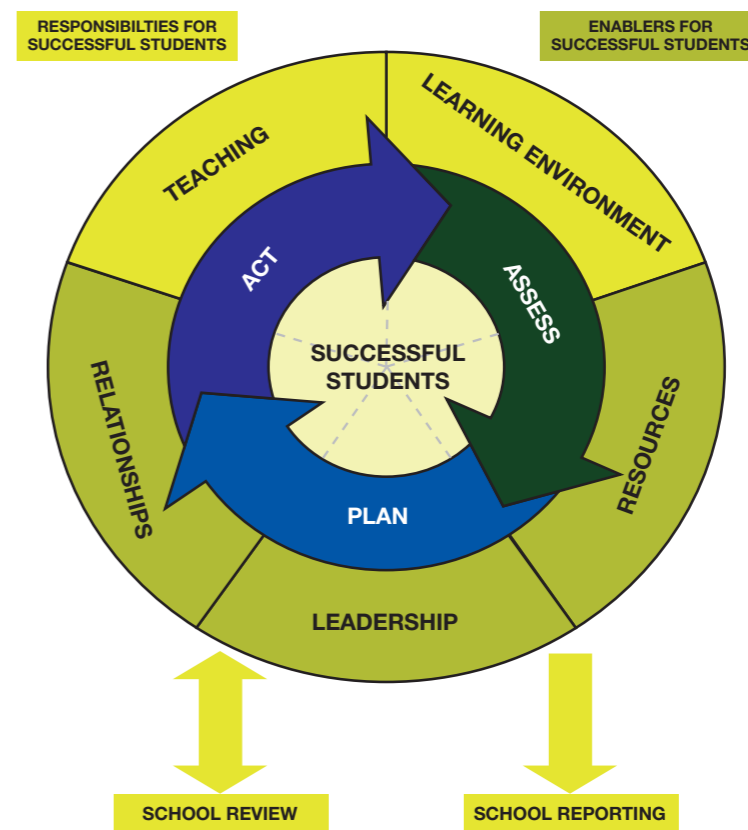 RESPONSIBILTIES FOR
SUCCESSFUL STUDENTS
ENABLERS FOR
SUCCESSFUL STUDENTS
TEACHING
LEARNING ENVIRONMENT
ACT
ASSESS
SUCCESSFUL
STUDENTS
RELATIONSHIPS
RESOURCES
PLAN
LEADERSHIP
SCHOOL REVIEW
SCHOOL REPORTING